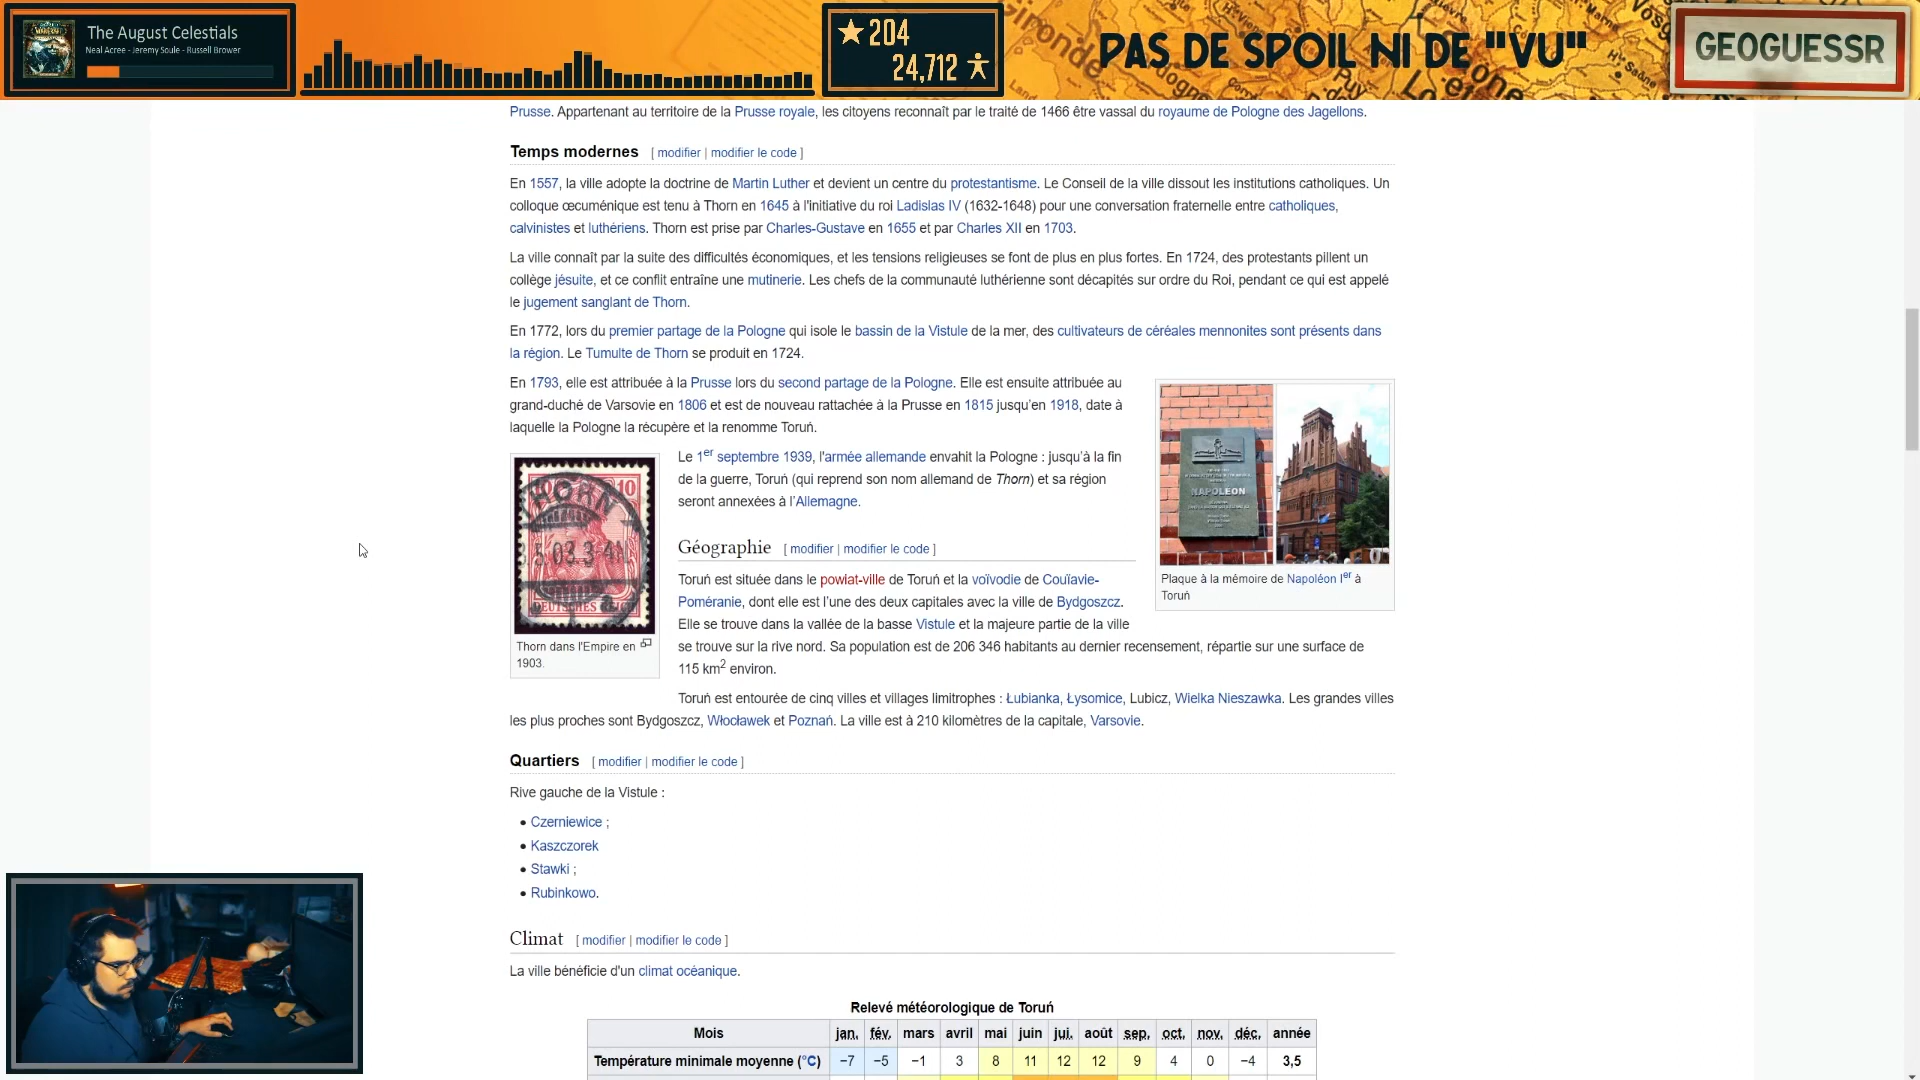 The August Celestials
Neal Acree - Jeremy Soule - Russell Brower
204
24,712
PAS DE SPOIL NI DE "VU"
GEOGUESSR
Prusse. Appartenant au territoire de la Prusse royale, les citoyens reconnaît par le traité de 1466 être vassal du royaume de Pologne des Jagellons.
Temps modernes [ modifier | modifier le code ]
En 1557, la ville adopte la doctrine de Martin Luther et devient un centre du protestantisme. Le Conseil de la ville dissout les institutions catholiques. Un
colloque œcuménique est tenu à Thorn en 1645 à l'initiative du roi Ladislas IV (1632-1648) pour une conversation fraternelle entre catholiques,
calvinistes et luthériens. Thorn est prise par Charles-Gustave en 1655 et par Charles XII en 1703.
La ville connaît par la suite des difficultés économiques, et les tensions religieuses se font de plus en plus fortes. En 1724, des protestants pillent un
collège jésuite, et ce conflit entraîne une mutinerie. Les chefs de la communauté luthérienne sont décapités sur ordre du Roi, pendant ce qui est appelé
le jugement sanglant de Thorn.
En 1772, lors du premier partage de la Pologne qui isole le bassin de la Vistule de la mer, des cultivateurs de céréales mennonites sont présents dans
la région. Le Tumulte de Thorn se produit en 1724.
En 1793, elle est attribuée à la Prusse lors du second partage de la Pologne. Elle est ensuite attribuée au
grand-duché de Varsovie en 1806 et est de nouveau rattachée à la Prusse en 1815 jusqu'en 1918, date à
laquelle la Pologne la récupère et la renomme Toruń.
Le 1er septembre 1939, l'armée allemande envahit la Pologne : jusqu'à la fin
de la guerre, Toruń (qui reprend son nom allemand de Thorn) et sa région
seront annexées à l'Allemagne.
THORN
10
5.03.3-4
DEUTSCHES REICH
Thorn dans l'Empire en
1903.
NAPOLEON
Plaque à la mémoire de Napoléon Ier à
Toruń
Géographie [ modifier | modifier le code ]
Toruń est située dans le powiat-ville de Toruń et la voïvodie de Couïavie-
Poméranie, dont elle est l'une des deux capitales avec la ville de Bydgoszcz.
Elle se trouve dans la vallée de la basse Vistule et la majeure partie de la ville
se trouve sur la rive nord. Sa population est de 206 346 habitants au dernier recensement, répartie sur une surface de
115 km2 environ.
Toruń est entourée de cinq villes et villages limitrophes : Łubianka, Łysomice, Lubicz, Wielka Nieszawka. Les grandes villes
les plus proches sont Bydgoszcz, Włocławek et Poznań. La ville est à 210 kilomètres de la capitale, Varsovie.
Quartiers [ modifier | modifier le code ]
Rive gauche de la Vistule :
• Czerniewice ;
• Kaszczorek
• Stawki ;
• Rubinkowo.
Climat [ modifier | modifier le code ]
La ville bénéficie d'un climat océanique.
Relevé météorologique de Toruń
Mois jan. fév. mars avril mai juin jui. août sep. oct. nov. déc. année
Température minimale moyenne (°C) −7 −5 −1 3 8 11 12 12 9 4 0 −4 3,5